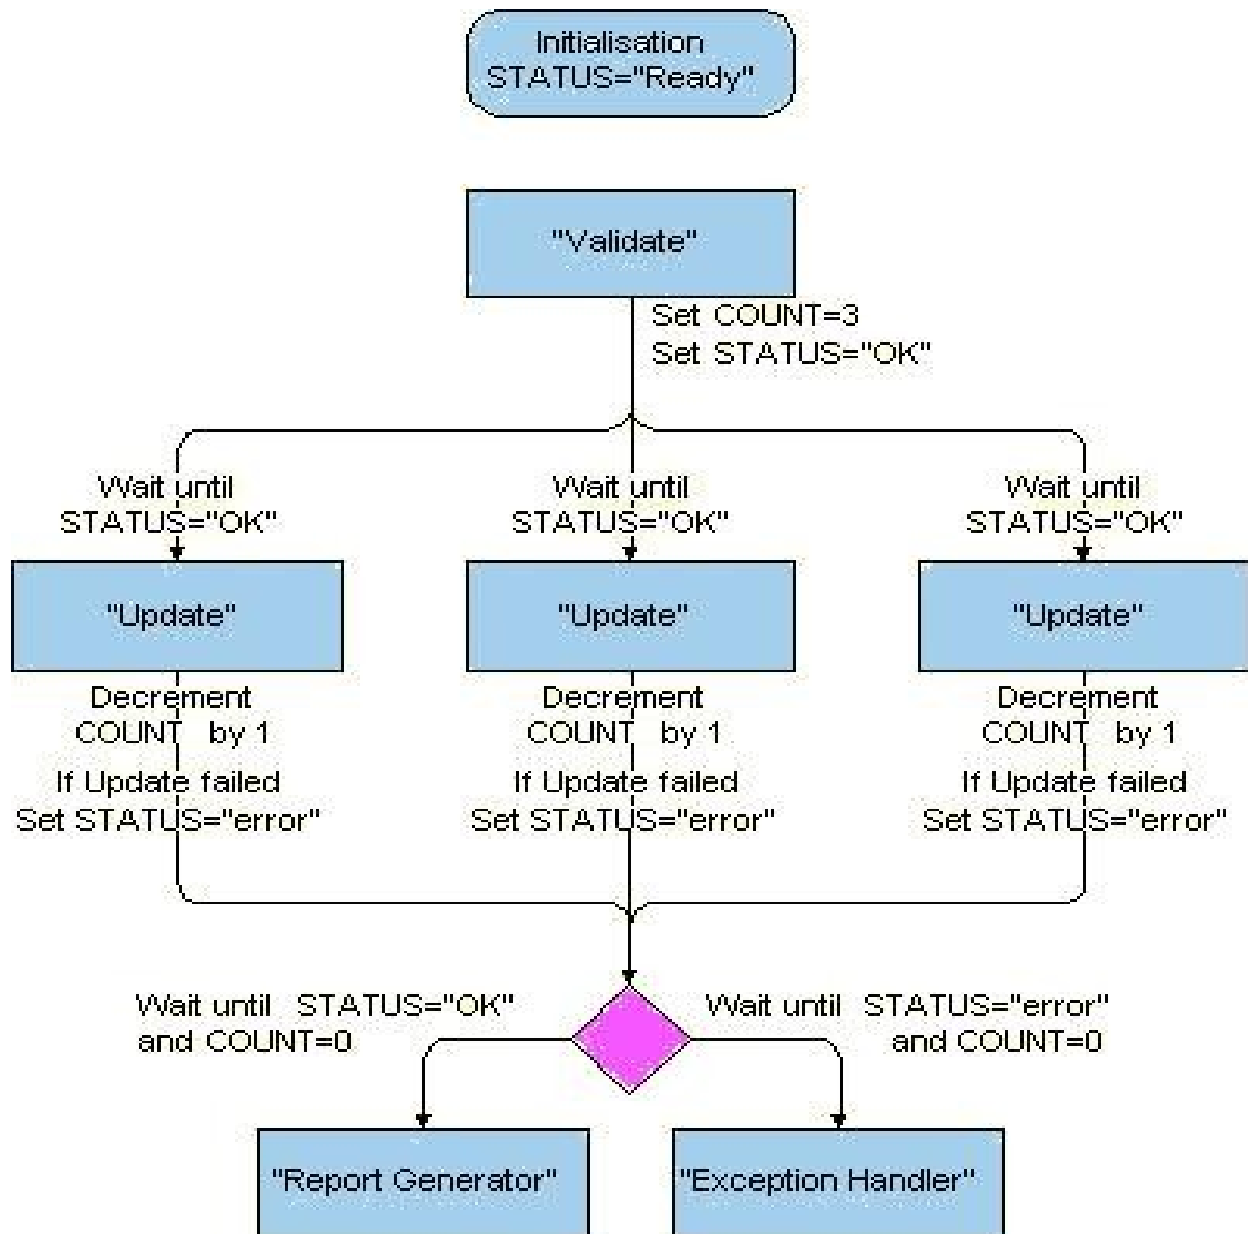 Initialisation
STATUS="Ready"
"Validate"
Set COUNT=3
Set STATUS="OK"
Wait until
STATUS="OK"
Wait until
STATUS="OK"
Wait until
STATUS="OK"
"Update"
"Update"
"Update"
Decrement
COUNT by 1
If Update failed
Set STATUS="error"
Decrement
COUNT by 1
If Update failed
Set STATUS="error"
Decrement
COUNT by 1
If Update failed
Set STATUS="error"
Wait until STATUS="OK"
and COUNT=0
Wait until STATUS="error"
and COUNT=0
"Report Generator"
"Exception Handler"